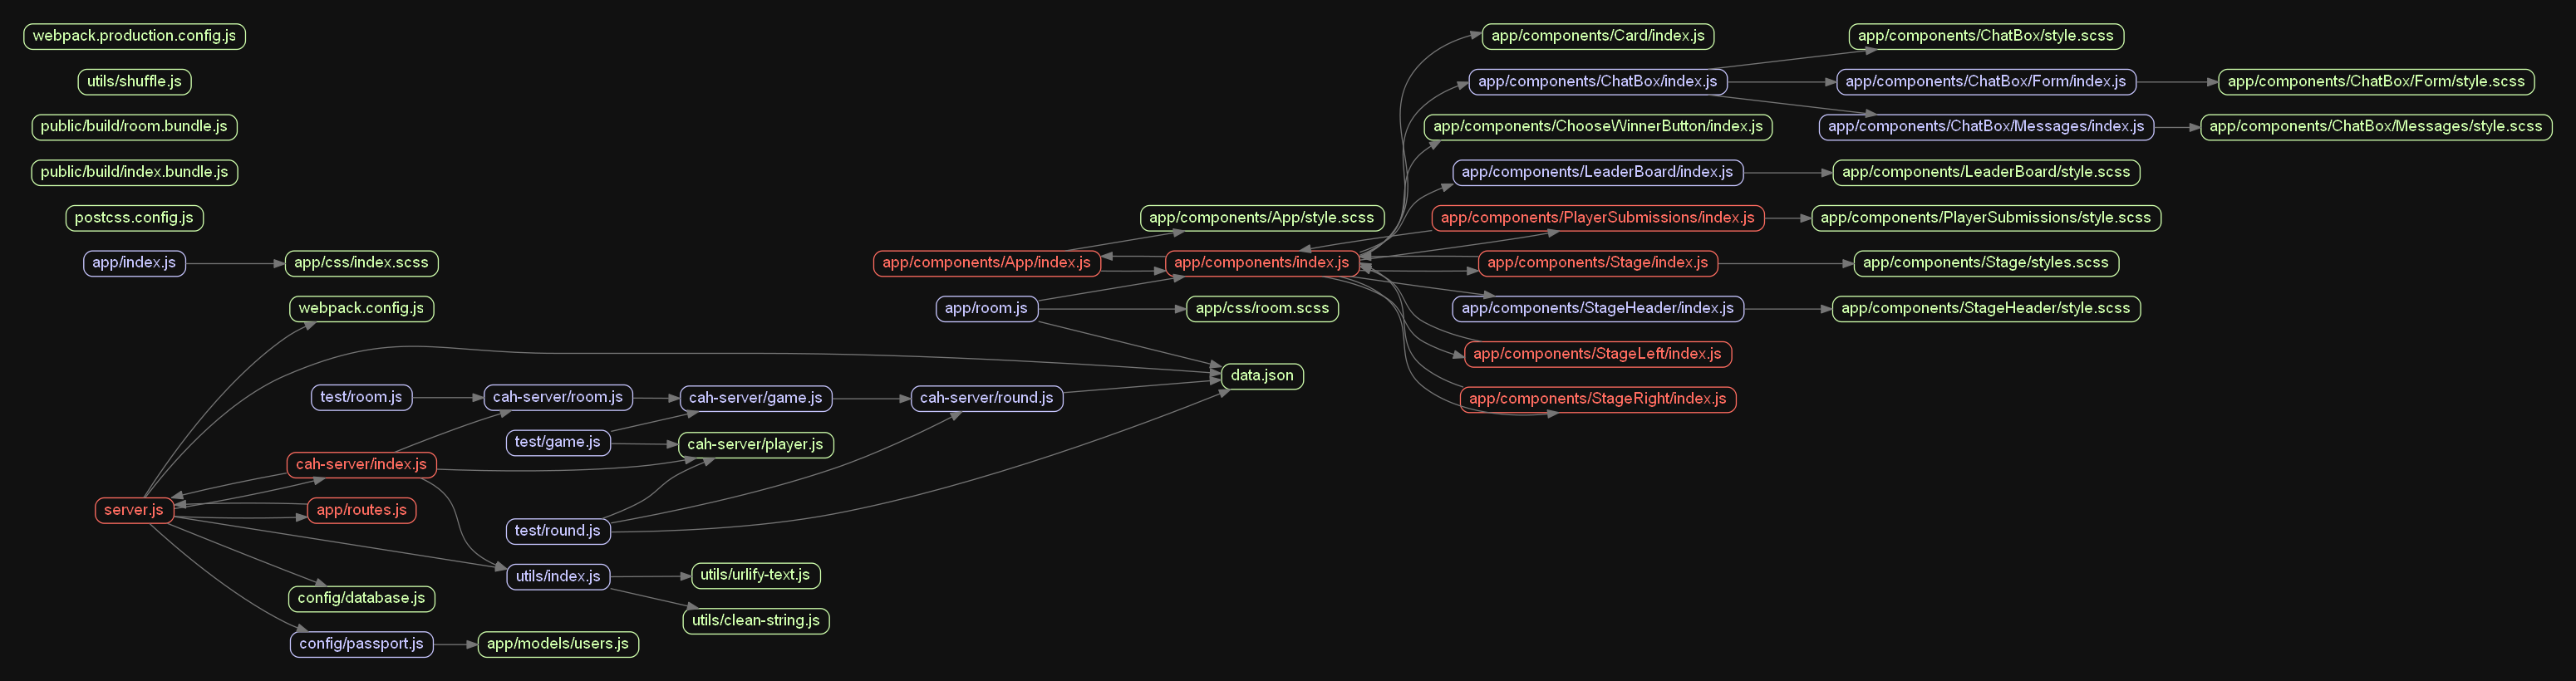 webpack.production.config.js
utils/shuffle.js
public/build/room.bundle.js
public/build/index.bundle.js
postcss.config.js
app/index.js
app/css/index.scss
webpack.config.js
test/room.js
cah-server/room.js
cah-server/game.js
cah-server/round.js
test/game.js
cah-server/player.js
cah-server/index.js
server.js
app/routes.js
test/round.js
utils/index.js
utils/urlify-text.js
config/database.js
utils/clean-string.js
config/passport.js
app/models/users.js
app/components/App/style.scss
app/components/App/index.js
app/components/index.js
app/room.js
app/css/room.scss
data.json
app/components/Card/index.js
app/components/ChatBox/index.js
app/components/ChooseWinnerButton/index.js
app/components/LeaderBoard/index.js
app/components/PlayerSubmissions/index.js
app/components/Stage/index.js
app/components/StageHeader/index.js
app/components/StageLeft/index.js
app/components/StageRight/index.js
app/components/ChatBox/style.scss
app/components/ChatBox/Form/index.js
app/components/ChatBox/Messages/index.js
app/components/LeaderBoard/style.scss
app/components/PlayerSubmissions/style.scss
app/components/Stage/styles.scss
app/components/StageHeader/style.scss
app/components/ChatBox/Form/style.scss
app/components/ChatBox/Messages/style.scss